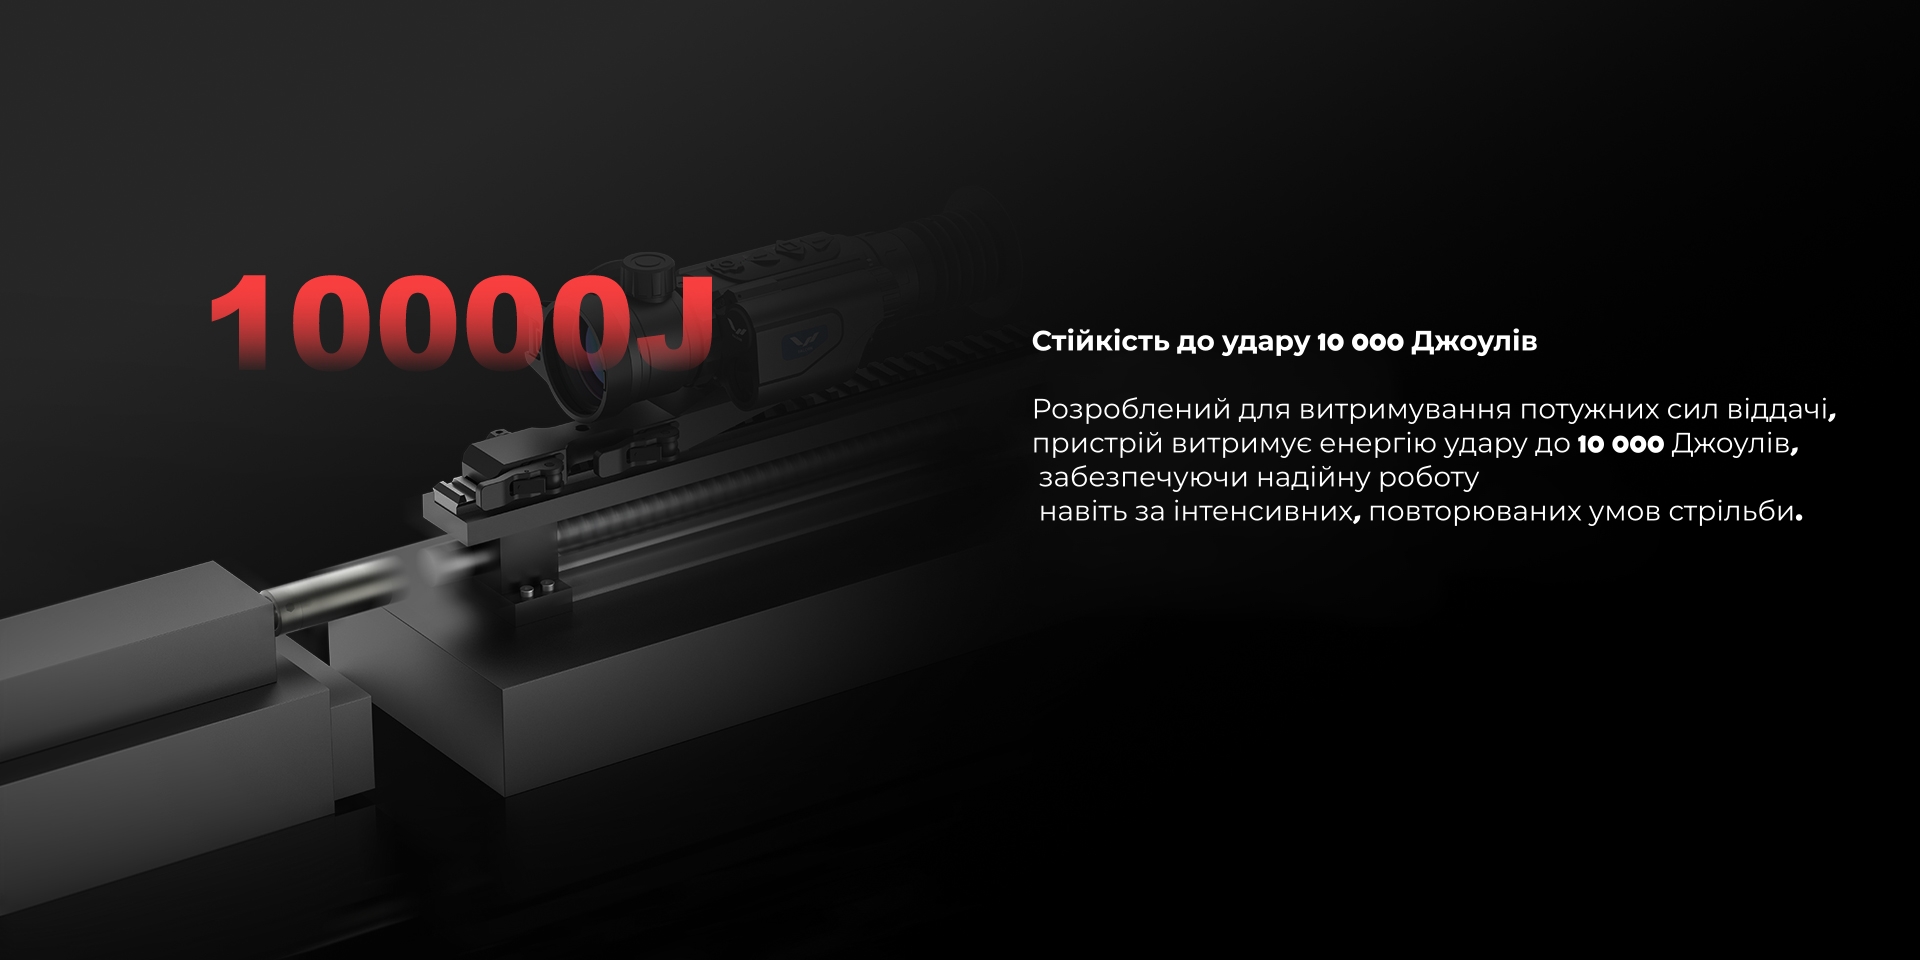 10000J
Стійкість до удару 10 000 Джоулів
Розроблений для витримування потужних сил віддачі,
пристрій витримує енергію удару до 10 000 Джоулів,
забезпечуючи надійну роботу
навіть за інтенсивних, повторюваних умов стрільби.